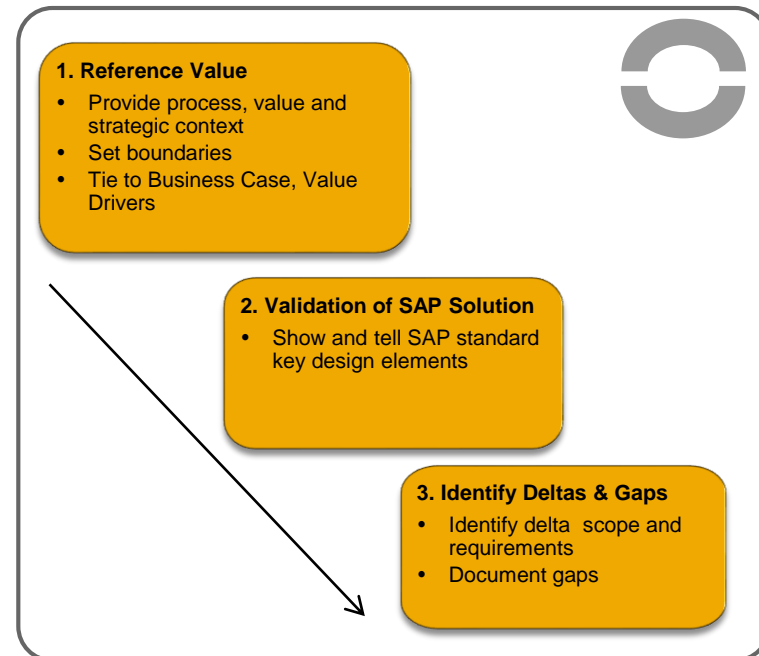 1. Reference Value
• Provide process, value and
strategic context
• Set boundaries
• Tie to Business Case, Value
Drivers
2. Validation of SAP Solution
• Show and tell SAP standard
key design elements
3. Identify Deltas & Gaps
• Identify delta  scope and
requirements
• Document gaps